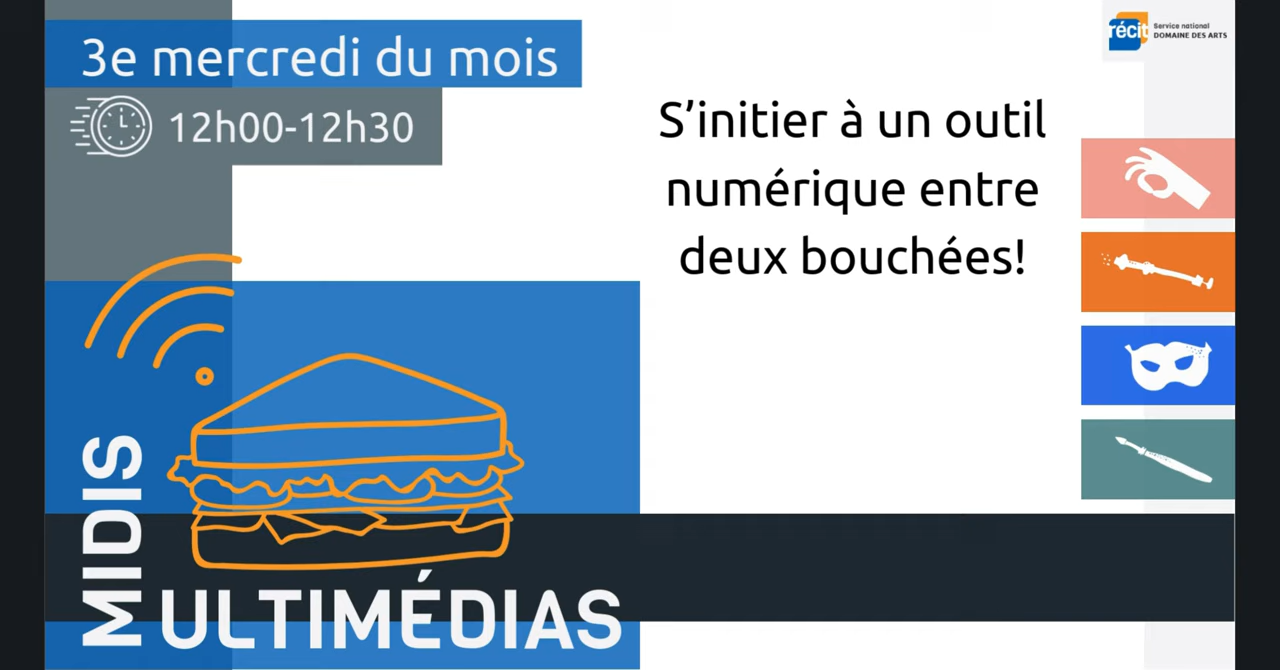 3e mercredi du mois
12h00-12h30
récit
Service national
DOMAINE DES ARTS
S’initier à un outil
numérique entre
deux bouchées!
MIDIS
MULTIMÉDIAS